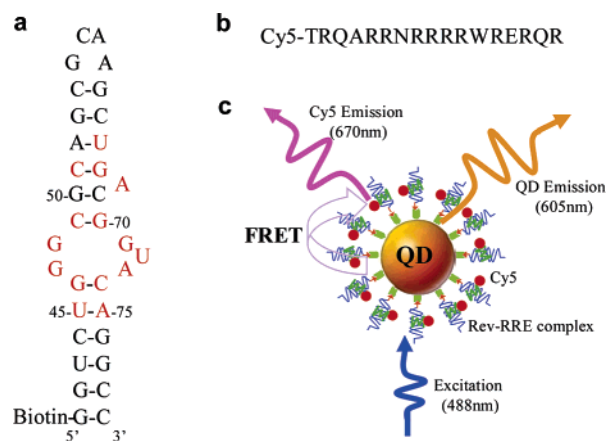 a
CA
G A
C-G
G-C
A-U
C-G A
50-G-C
C-G-70
G G U
G A
G-C
45-U-A-75
C-G
U-G
G-C
Biotin-G-C
5' 3'
b
Cy5-TRQARRNRRRRWRERQR
c
Cy5 Emission
(670nm)
QD Emission
(605nm)
FRET
QD
Cy5
Rev-RRE complex
Excitation
(488nm)